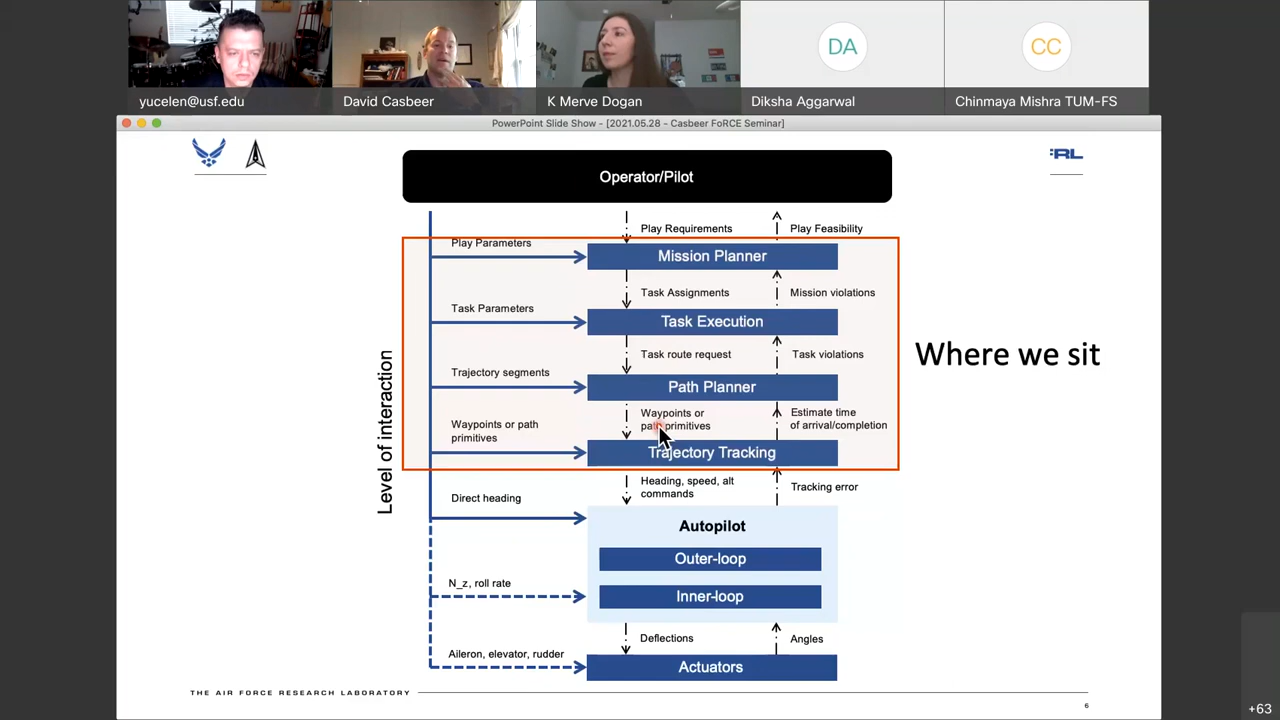 yucelen@usf.edu
David Casbeer
K Merve Dogan
DA
Diksha Aggarwal
CC
Chinmaya Mishra TUM-FS
PowerPoint Slide Show - [2021.05.28 - Casbeer FoRCE Seminar]
RL
Operator/Pilot
Play Requirements
Play Feasibility
Play Parameters
Mission Planner
Task Assignments
Mission violations
Task Parameters
Task Execution
Task route request
Task violations
Where we sit
Trajectory segments
Path Planner
Waypoints or
path primitives
Estimate time
of arrival/completion
Waypoints or path
primitives
Trajectory Tracking
Level of interaction
Heading, speed, alt
commands
Tracking error
Direct heading
Autopilot
Outer-loop
N_z, roll rate
Inner-loop
Deflections
Angles
Aileron, elevator, rudder
Actuators
THE AIR FORCE RESEARCH LABORATORY
6
+63